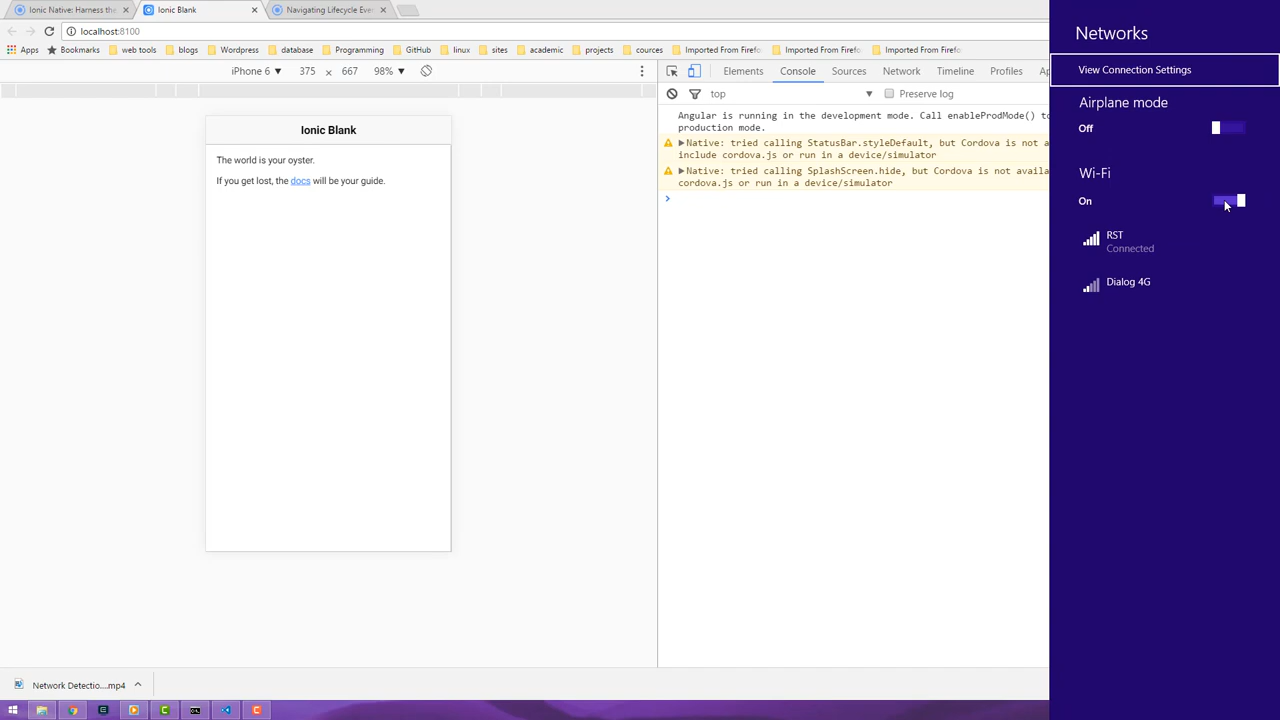 Ionic Native: Harness the
Ionic Blank
Navigating Lifecycle Eve
localhost:8100
Apps
Bookmarks
web tools
blogs
Wordpress
database
Programming
GitHub
linux
sites
academic
projects
cources
Imported From Firefo
Imported From Firefo
Imported From Firefo
iPhone 6 ▼ 375 × 667 98% ▼
Elements Console Sources Network Timeline Profiles Ap
top ▼ Preserve log
Angular is running in the development mode. Call enableProdMode() to
production mode.
▶Native: tried calling StatusBar.styleDefault, but Cordova is not a
include cordova.js or run in a device/simulator
▶Native: tried calling SplashScreen.hide, but Cordova is not availa
cordova.js or run in a device/simulator
>
Ionic Blank
The world is your oyster.
If you get lost, the docs will be your guide.
Networks
View Connection Settings
Airplane mode
Off
Wi-Fi
On
RST
Connected
Dialog 4G
Network Detectio....mp4